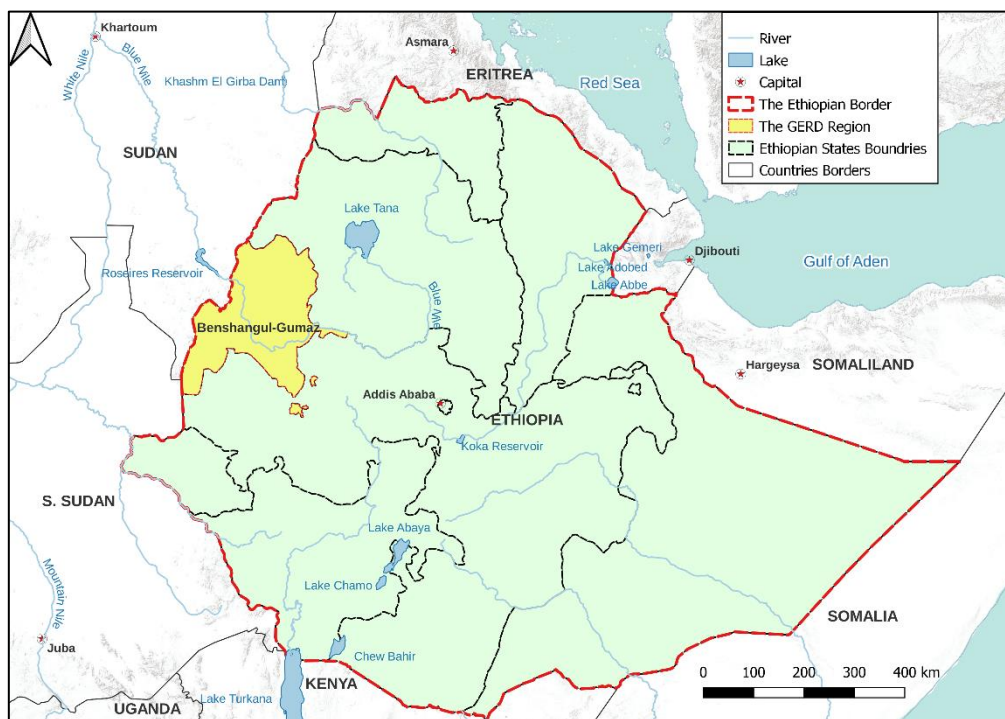 Khartoum
White Nile
Blue Nile
Asmara
ERITREA
Khashm El Girba Dam
Red Sea
River
Lake
Capital
The Ethiopian Border
The GERD Region
Ethiopian States Boundries
Countries Borders
SUDAN
Lake Tana
Roseires Reservoir
Lake Gemeri
Lake Adobed
Lake Abbe
Djibouti
Gulf of Aden
Blue Nile
Benshangul-Gumaz
Hargeysa
SOMALILAND
Addis Ababa
ETHIOPIA
Koka Reservoir
S. SUDAN
Lake Abaya
Lake Chamo
Mountain Nile
Juba
Chew Bahir
SOMALIA
Lake Turkana
KENYA
UGANDA
0 100 200 300 400 km